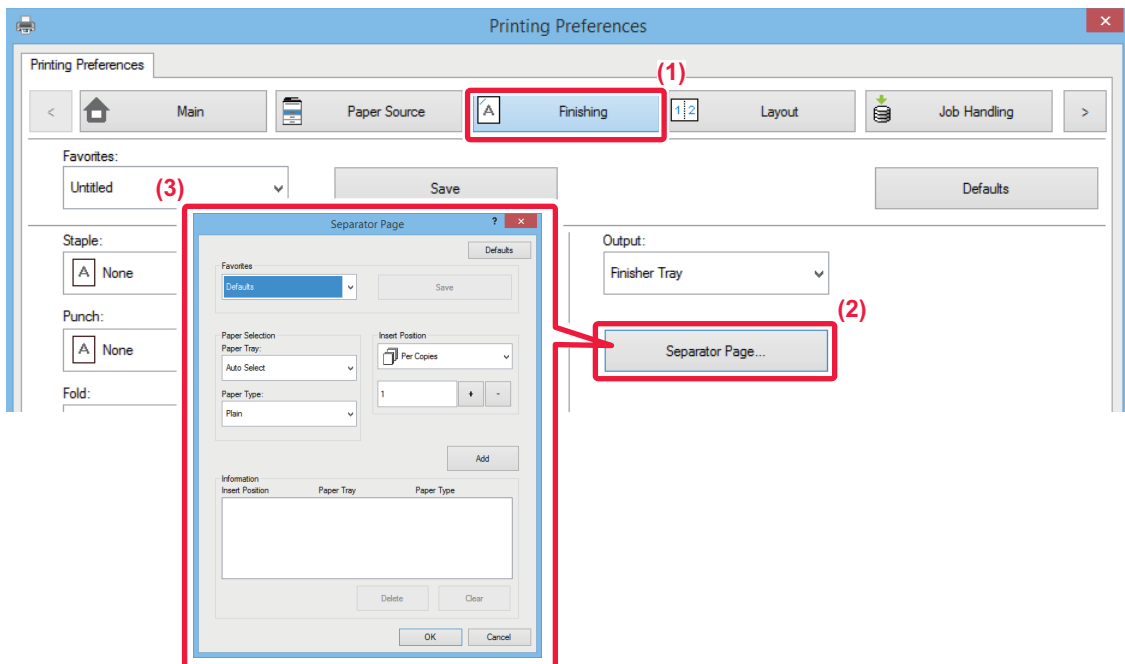 Printing Preferences
Printing Preferences
(1)
< Main Paper Source A Finishing 1 2 Layout Job Handling >
Favorites:
Untitled Save Defaults
(3)
Staple:
A None
Punch:
A None
Fold:
Separator Page ?
Defaults
Favorites
Defaults Save
Paper Selection
Paper Tray:
Auto Select
Paper Type:
Plain
Insert Position
Per Copies
1 + -
Add
Information
Insert Position Paper Tray Paper Type
Delete Clear
OK Cancel
Output:
Finisher Tray
(2)
Separator Page...